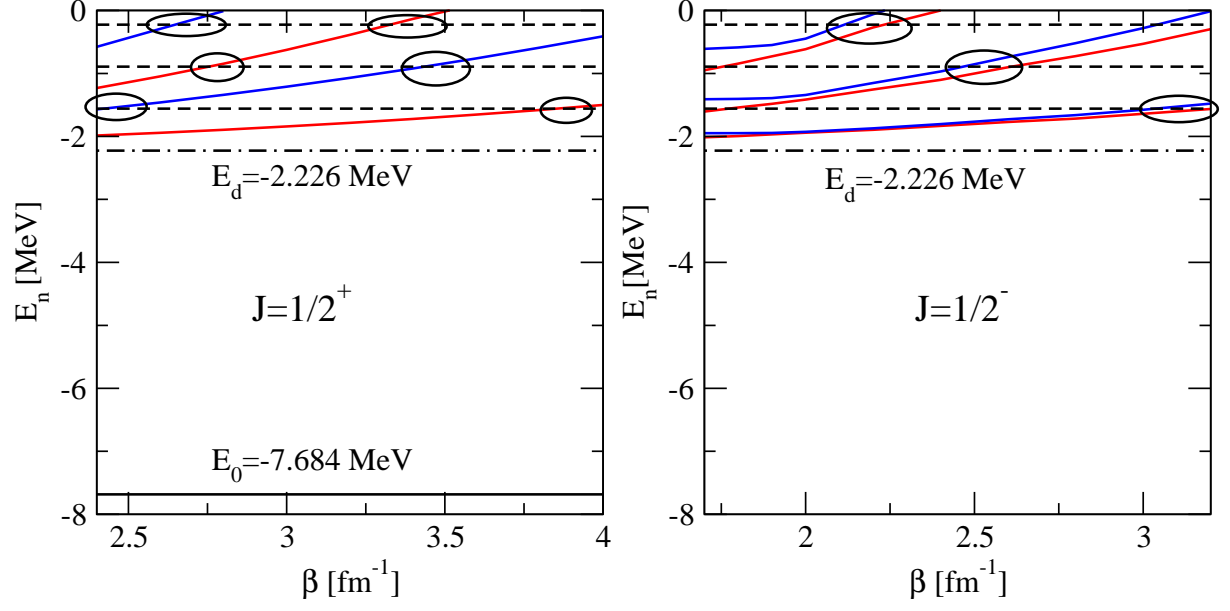 0
-2
-4
-6
-8
E_n [MeV]
E_d=-2.226 MeV
J=1/2^+
E_0=-7.684 MeV
2.5
3
3.5
4
β [fm^-1]
0
-2
-4
-6
-8
E_n [MeV]
E_d=-2.226 MeV
J=1/2^-
2
2.5
3
β [fm^-1]